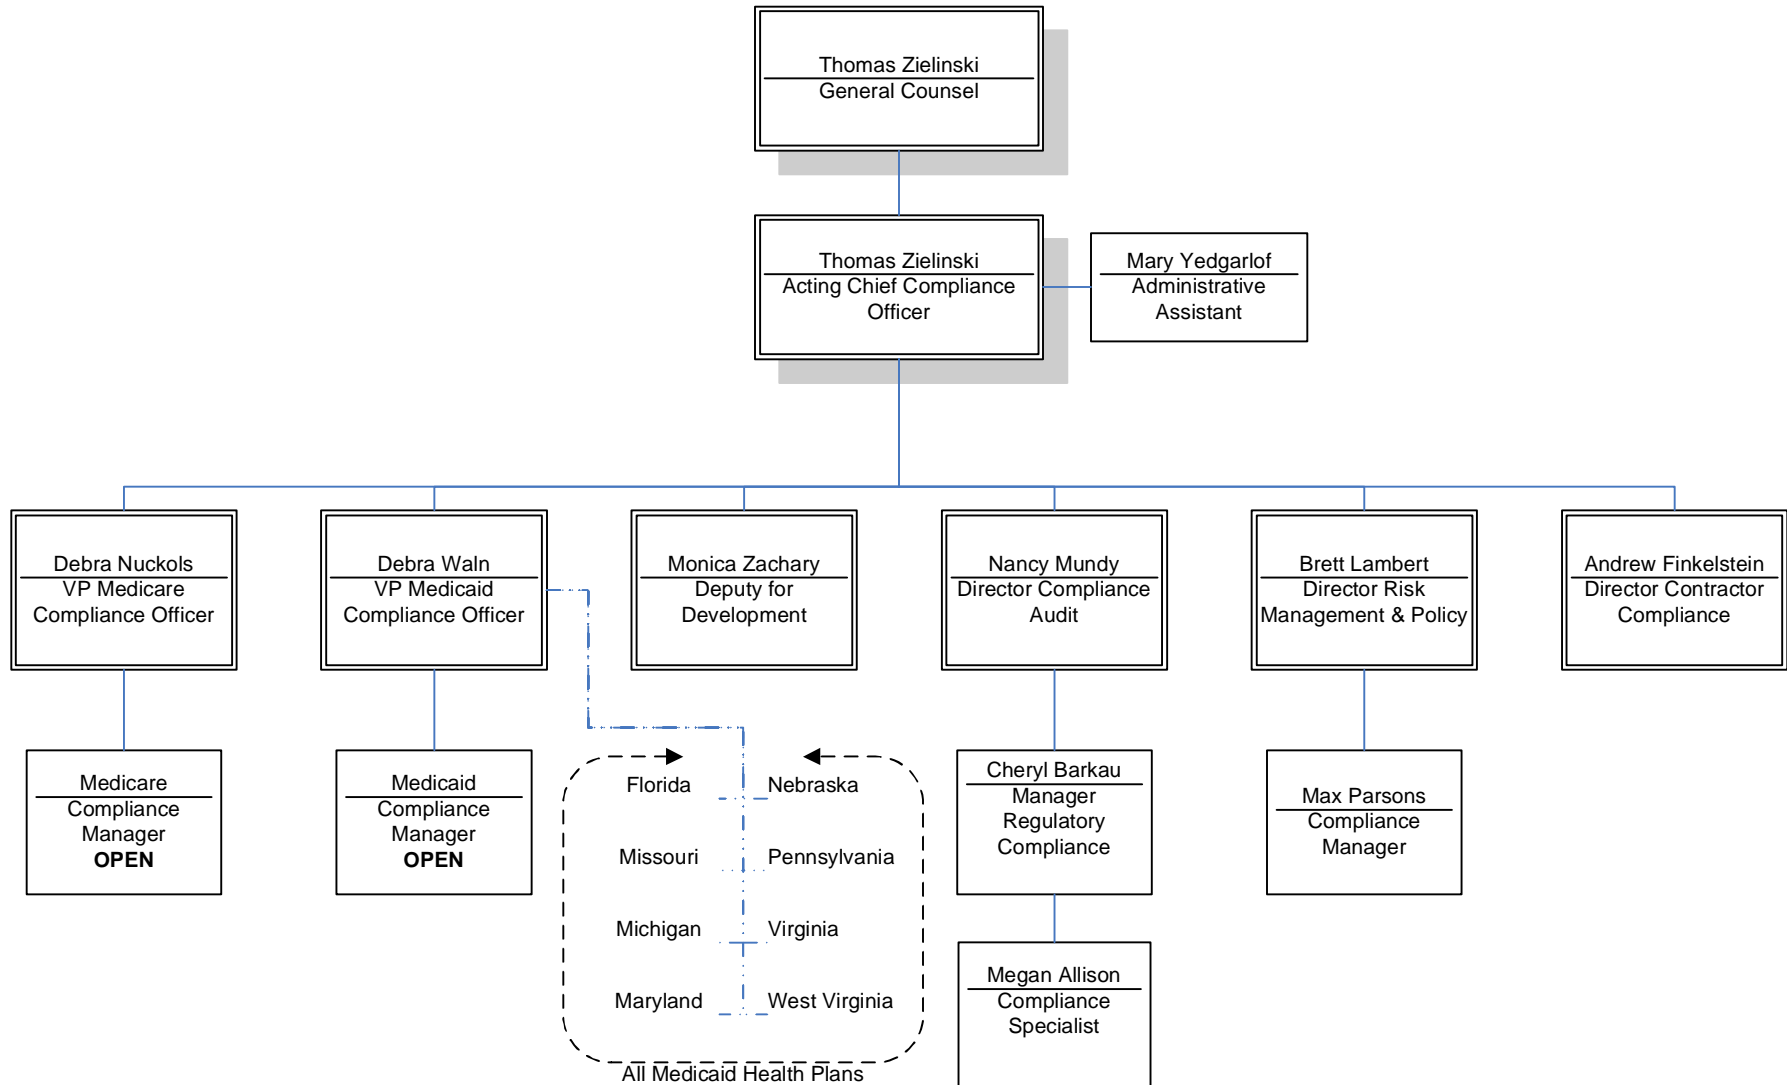 Thomas Zielinski
General Counsel
Thomas Zielinski
Acting Chief Compliance
Officer
Mary Yedgarlof
Administrative
Assistant
Debra Nuckols
VP Medicare
Compliance Officer
Debra Waln
VP Medicaid
Compliance Officer
Monica Zachary
Deputy for
Development
Nancy Mundy
Director Compliance
Audit
Brett Lambert
Director Risk
Management & Policy
Andrew Finkelstein
Director Contractor
Compliance
Medicare
Compliance
Manager
OPEN
Medicaid
Compliance
Manager
OPEN
Florida
Nebraska
Missouri
Pennsylvania
Michigan
Virginia
Maryland
West Virginia
All Medicaid Health Plans
Cheryl Barkau
Manager
Regulatory
Compliance
Max Parsons
Compliance
Manager
Megan Allison
Compliance
Specialist